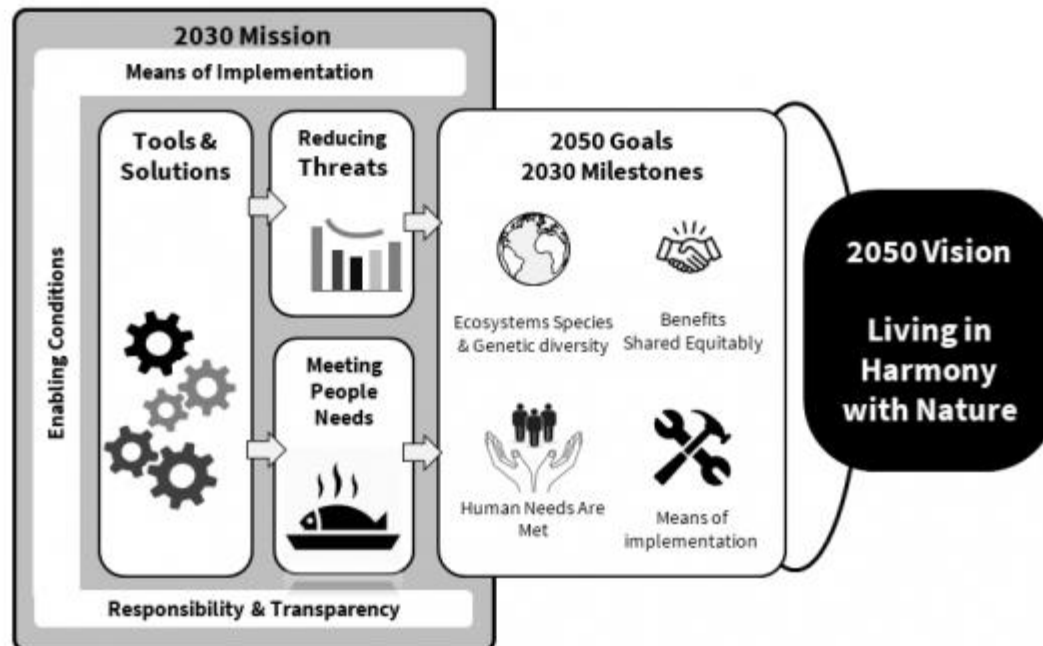 2030 Mission
Means of Implementation
Enabling Conditions
Tools &
Solutions
Reducing
Threats
Meeting
People
Needs
Responsibility & Transparency
2050 Goals
2030 Milestones
Ecosystems Species
& Genetic diversity
Benefits
Shared Equitably
Human Needs Are
Met
Means of
implementation
2050 Vision
Living in
Harmony
with Nature